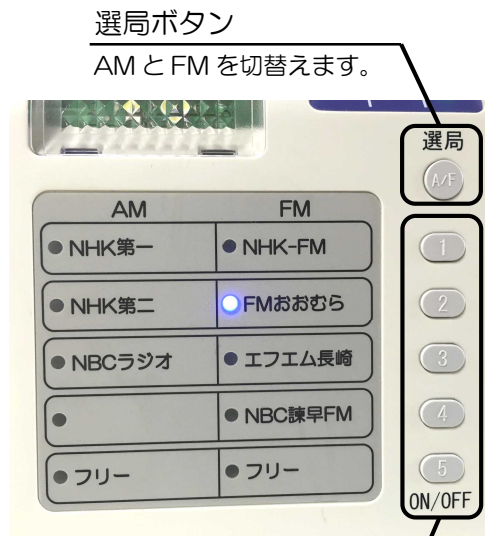 選局ボタン
AMとFMを切替えます。
選局
A/F
AM FM
NHK第一 NHK-FM 1
NHK第二 FMおおむら 2
NBCラジオ エフエム長崎 3
NBC諫早FM 4
フリー フリー 5
ON/OFF